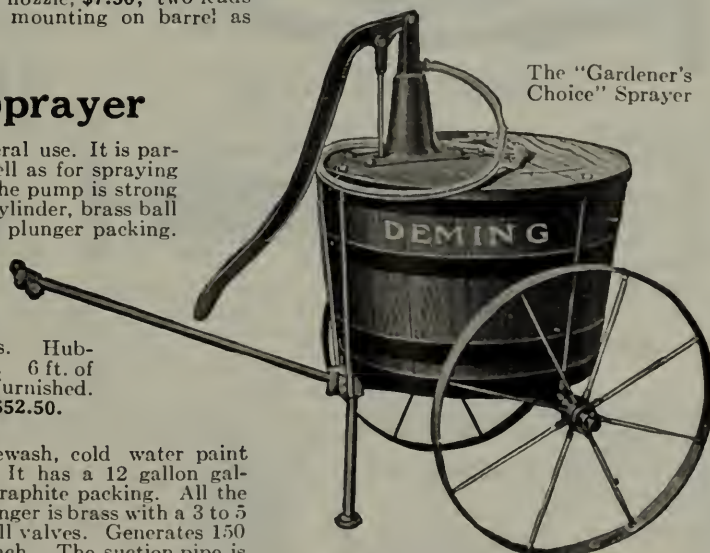 nozzle, $7.50, two leads
mounting on barrel as
Sprayer
eral use. It is par-
ell as for spraying
he pump is strong
ylinder, brass ball
plunger packing.
The "Gardener's
Choice" Sprayer
DEMING
s. Hub-
6 ft. of
urnished.
$52.50.
ewash, cold water paint
It has a 12 gallon gal-
raphite packing. All the
nger is brass with a 3 to 5
ll valves. Generates 150
The suction pipe is